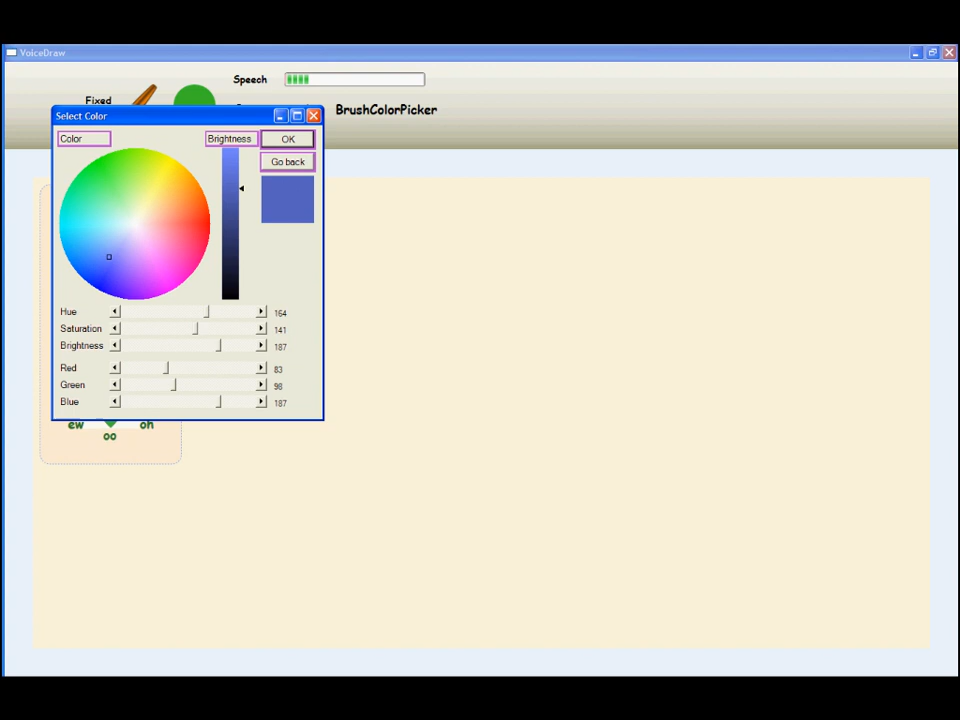 VoiceDraw
Speech
Fixed
BrushColorPicker
Select Color
Color
Brightness
OK
Go back
Hue 164
Saturation 141
Brightness 187
Red 83
Green 98
Blue 187
ew oh
oo